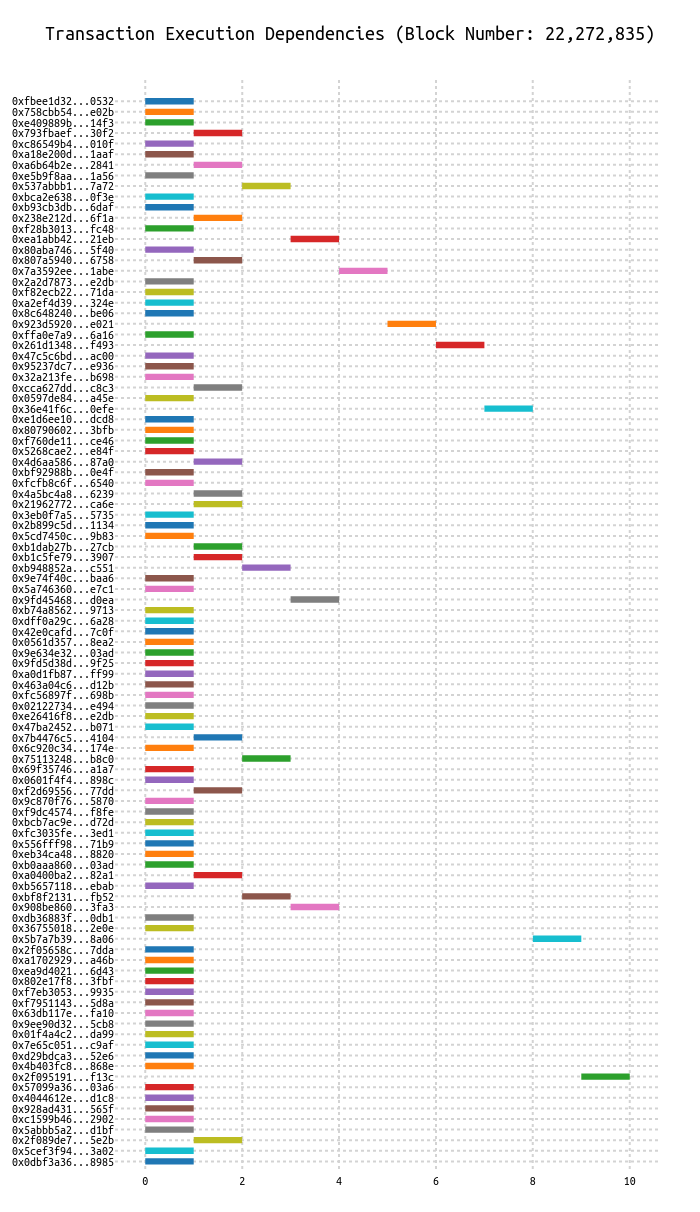 Transaction Execution Dependencies (Block Number: 22,272,835)
0xfbee1d32...0532
0x758cbb54...e02b
0xe409889b...14f3
0x793fbaef...30f2
0xc86549b4...010f
0xa18e200d...1aaf
0xa6b64b2e...2841
0xe5b9f8aa...1a56
0x537abbb1...7a72
0xbca2e638...0f3e
0xb93cb3db...6daf
0x238e212d...6f1a
0xf28b3013...fc48
0xea1abb42...21eb
0x80aba746...5f40
0x807a5940...6758
0x7a3592ee...1abe
0x2a2d7873...e2db
0xf82ecb22...71da
0xa2ef4d39...324e
0x8c648240...be06
0x923d5920...e021
0xffa0e7a9...6a16
0x261d1348...f493
0x47c5c6bd...ac00
0x95237dc7...e936
0x32a213fe...b698
0xcca627dd...c8c3
0x0597de84...a45e
0x36e41f6c...0efe
0xe1d6ee10...dcd8
0x80790602...3bfb
0xf760de11...ce46
0x5268cae2...e84f
0x4d6aa586...87a0
0xbf92988b...0e4f
0xfcfb8c6f...6540
0x4a5bc4a8...6239
0x21962772...ca6e
0x3eb0f7a5...5735
0x2b899c5d...1134
0x5cd7450c...9b83
0xb1dab27b...27cb
0xb1c5fe79...3907
0xb948852a...c551
0x9e74f40c...baa6
0x5a746360...e7c1
0x9fd45468...d0ea
0xb74a8562...9713
0xdff0a29c...6a28
0x42e0cafd...7c0f
0x0561d357...8ea2
0x9e634e32...03ad
0x9fd5d38d...9f25
0xa0d1fb87...ff99
0x463a04c6...d12b
0xfc56897f...698b
0x02122734...e494
0xe26416f8...e2db
0x47ba2452...b071
0x7b4476c5...4104
0x6c920c34...174e
0x75113248...b8c0
0x69f35746...a1a7
0x0601f4f4...898c
0xf2d69556...77dd
0x9c870f76...5870
0xf9dc4574...f8fe
0xbcb7ac9e...d72d
0xfc3035fe...3ed1
0x556fff98...71b9
0xeb34ca48...8820
0xb0aaa860...03ad
0xa0400ba2...82a1
0xb5657118...ebab
0xbf8f2131...fb52
0x908be860...3fa3
0xdb36883f...0db1
0x36755018...2e0e
0x5b7a7b39...8a06
0x2f05658c...7dda
0xa1702929...a46b
0xea9d4021...6d43
0x802e17f8...3fbf
0xf7eb3053...9935
0xf7951143...5d8a
0x63db117e...fa10
0x9ee90d32...5cb8
0x01f4a4c2...da99
0x7e65c051...c9af
0xd29bdca3...52e6
0x4b403fc8...868e
0x2f095191...f13c
0x57099a36...03a6
0x4044612e...d1c8
0x928ad431...565f
0xc1599b46...2902
0x5abbb5a2...d1bf
0x2f089de7...5e2b
0x5cef3f94...3a02
0x0dbf3a36...8985
0 2 4 6 8 10